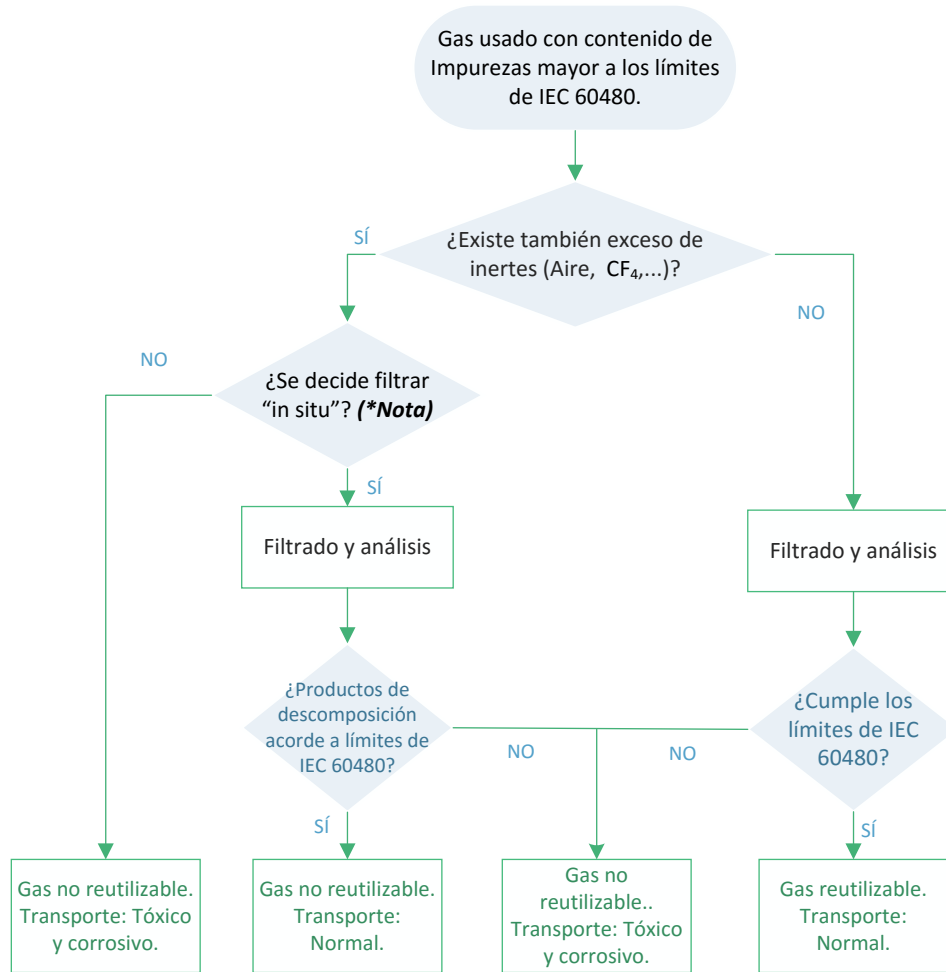 Gas usado con contenido de
Impurezas mayor a los límites
de IEC 60480.
¿Existe también exceso de
inertes (Aire, CF₄,...)?
SÍ
NO
¿Se decide filtrar
“in situ”? (*Nota)
NO
SÍ
Filtrado y análisis
Filtrado y análisis
¿Productos de
descomposición
acorde a límites de
IEC 60480?
¿Cumple los
límites de IEC
60480?
NO
NO
SÍ
SÍ
Gas no reutilizable.
Transporte: Tóxico
y corrosivo.
Gas no reutilizable.
Transporte:
Normal.
Gas no
reutilizable..
Transporte: Tóxico
y corrosivo.
Gas reutilizable.
Transporte:
Normal.